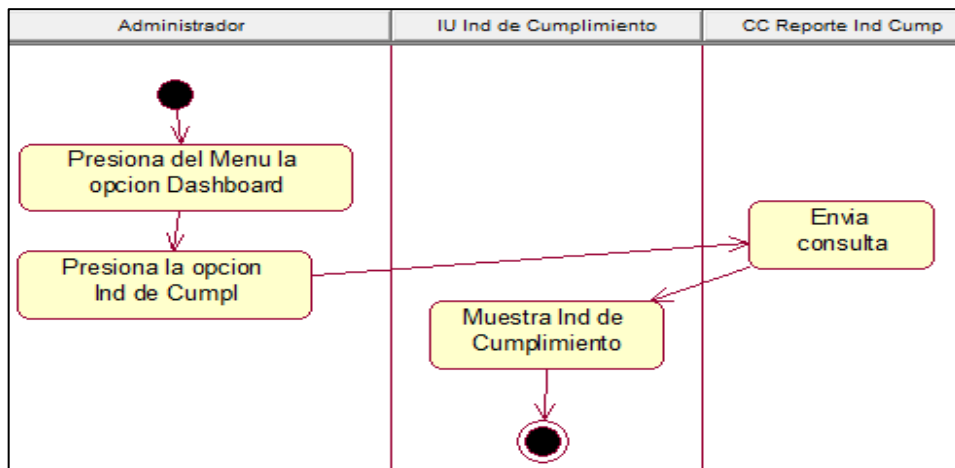 Administrador
IU Ind de Cumplimiento
CC Reporte Ind Cump
Presiona del Menu la
opcion Dashboard
Presiona la opcion
Ind de Cumpl
Envia
consulta
Muestra Ind de
Cumplimiento